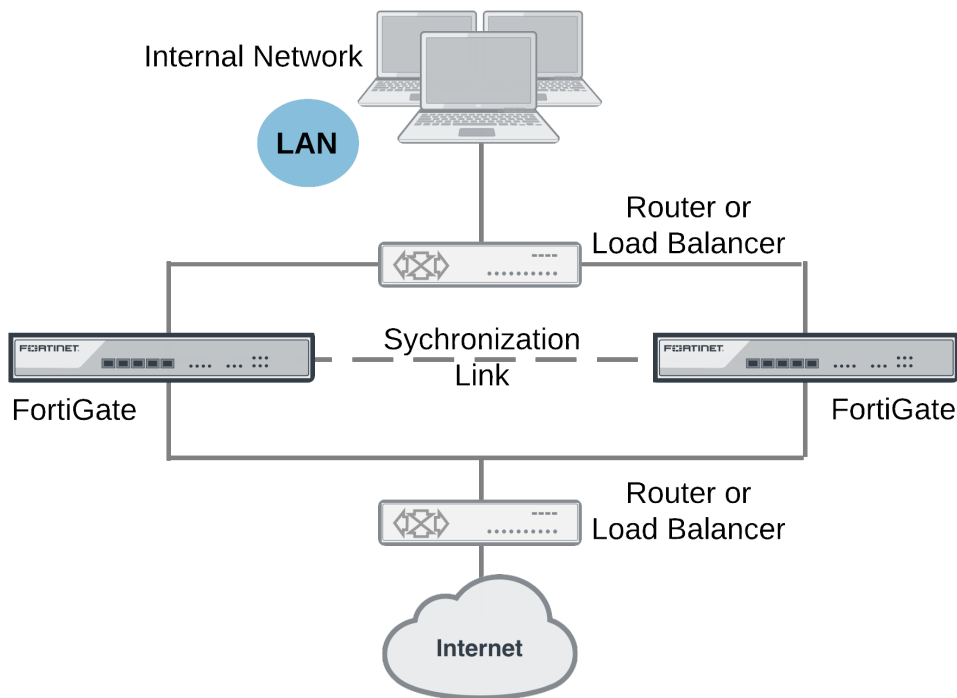 Internal Network
LAN
Router or
Load Balancer
FORTINET
FORTINET
Sychronization
Link
FortiGate
FortiGate
Router or
Load Balancer
Internet